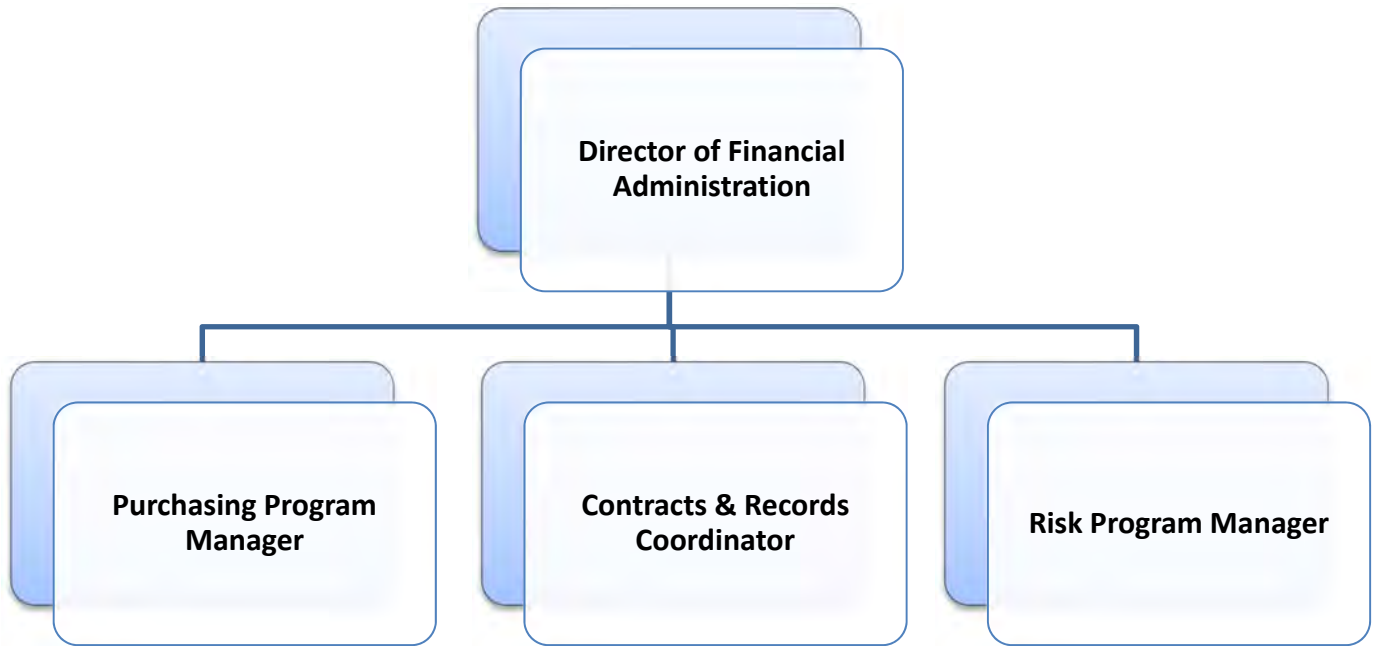 Director of Financial
Administration
Purchasing Program
Manager
Contracts & Records
Coordinator
Risk Program Manager